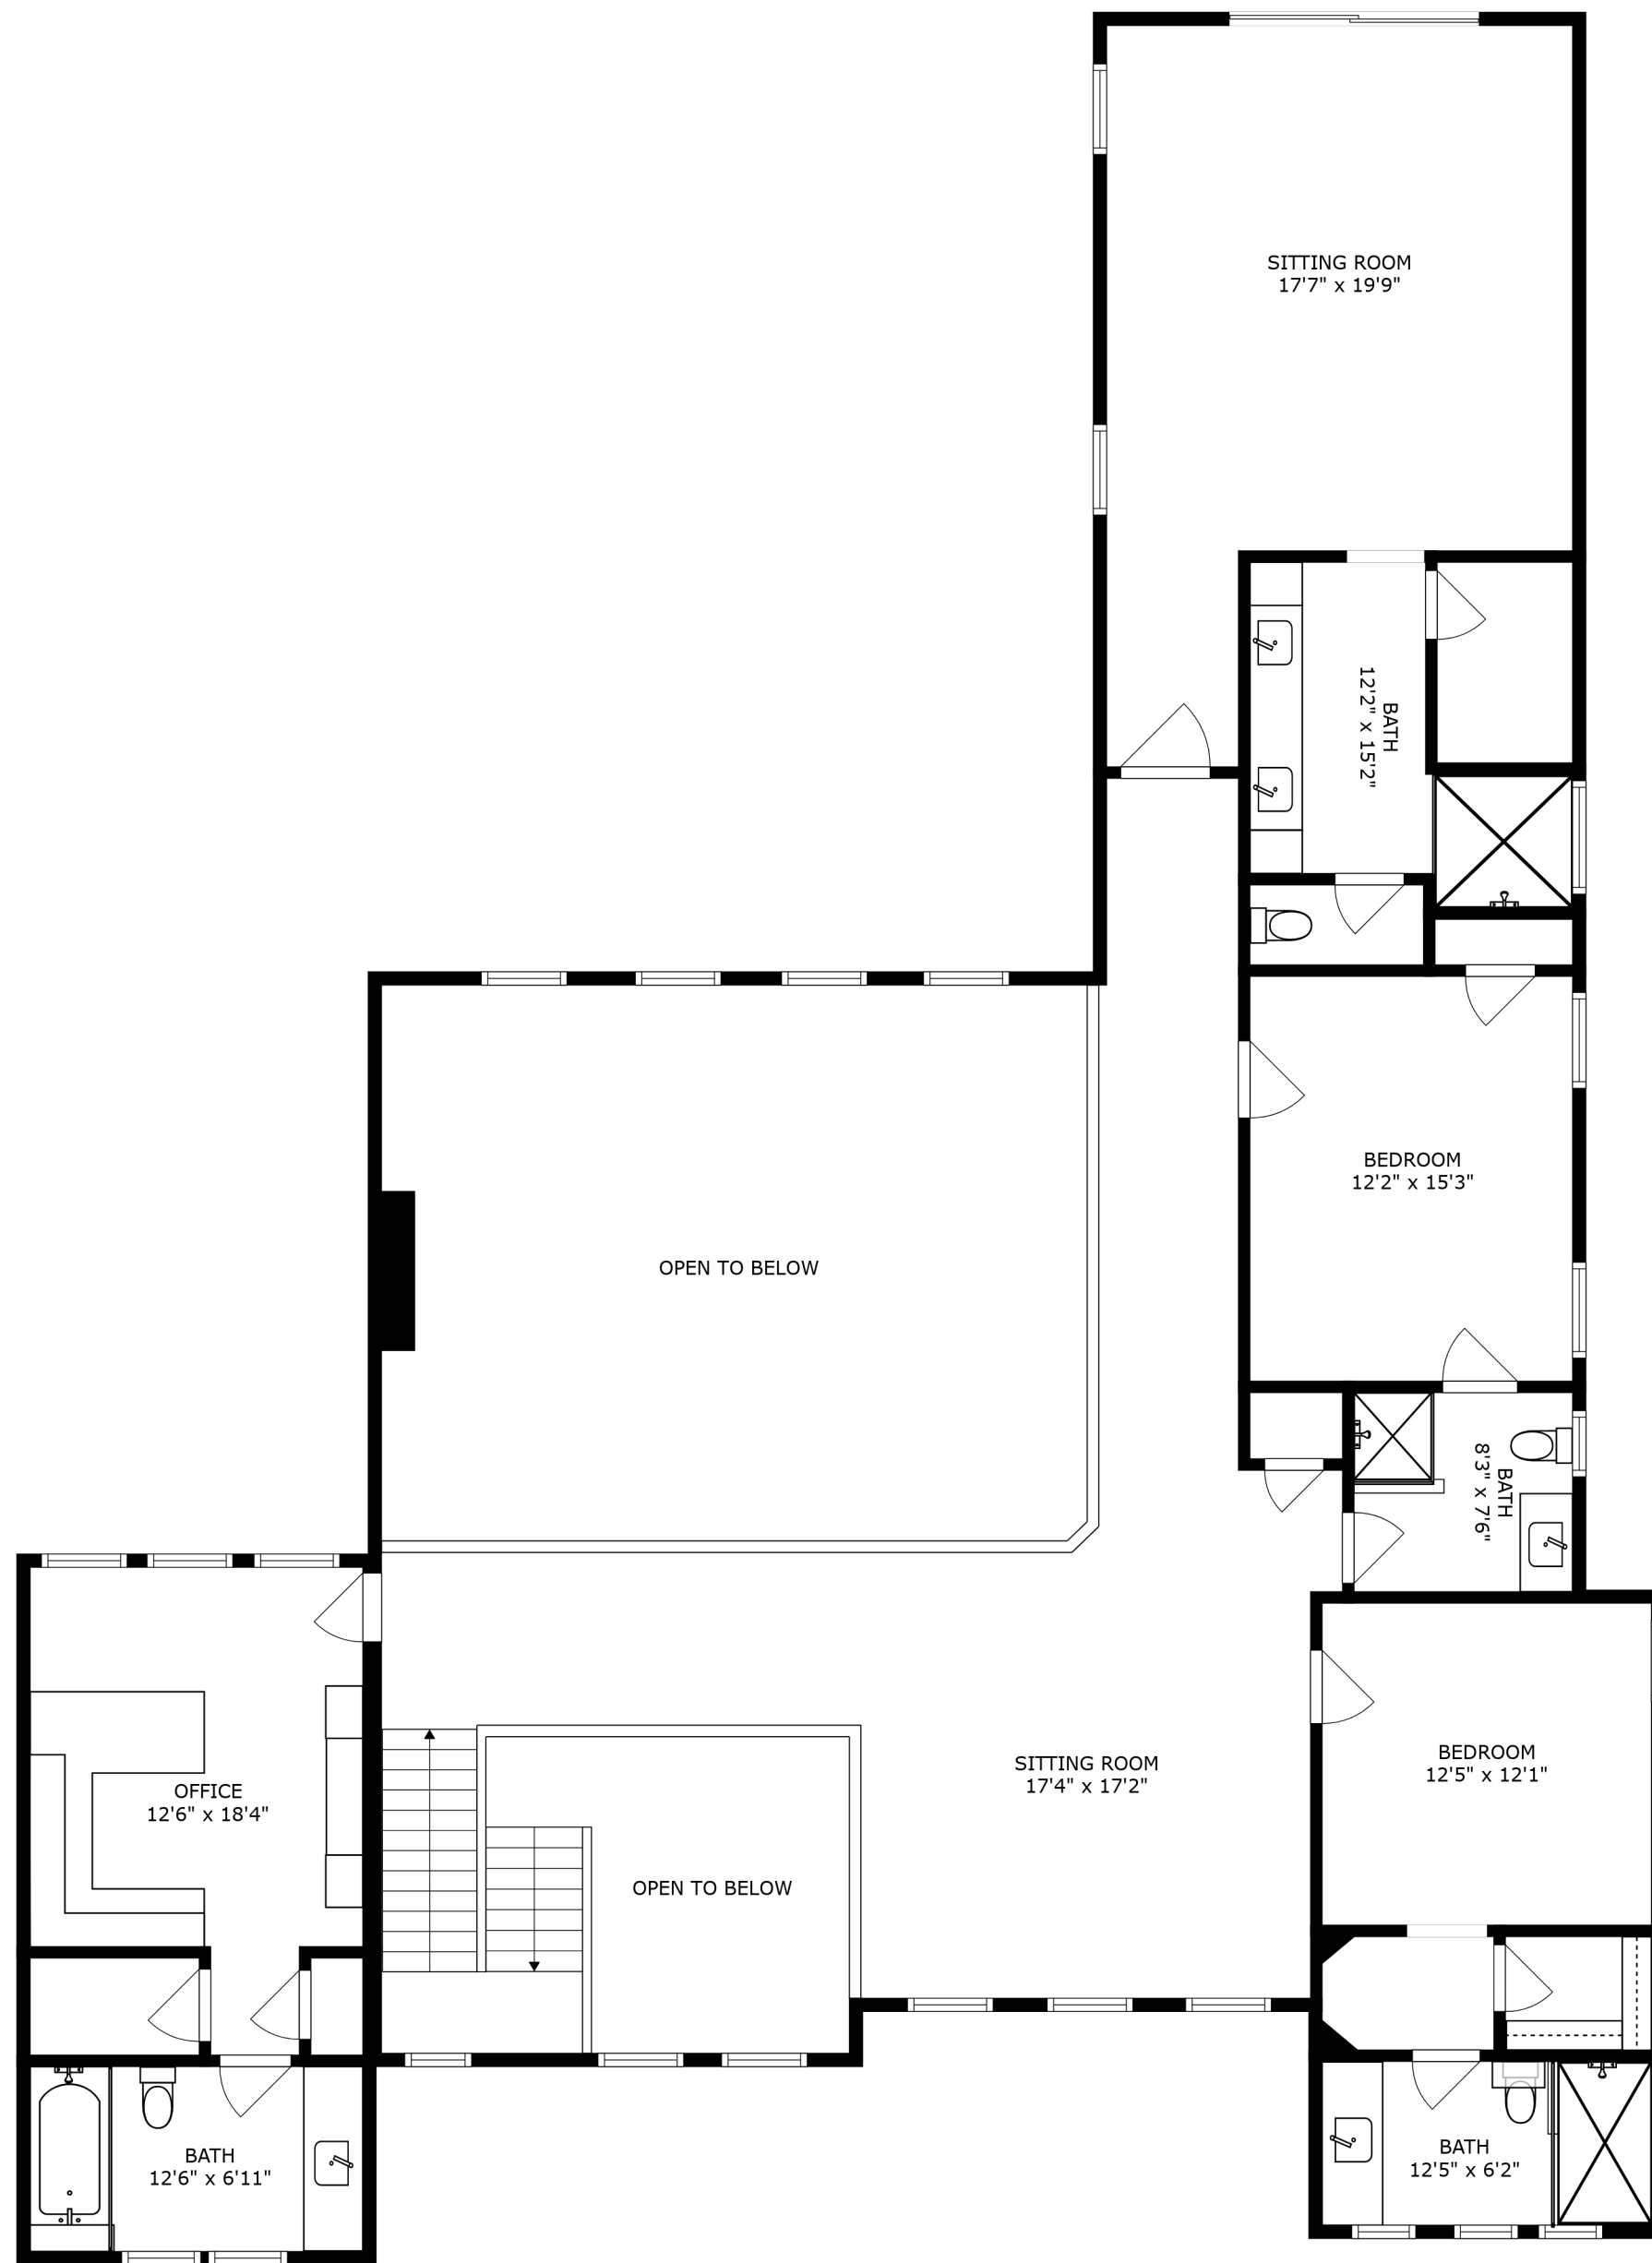 SITTING ROOM
17'7" x 19'9"
BATH
12'2" x 15'2"
BEDROOM
12'2" x 15'3"
OPEN TO BELOW
BATH
8'3" x 7'6"
SITTING ROOM
17'4" x 17'2"
BEDROOM
12'5" x 12'1"
OFFICE
12'6" x 18'4"
OPEN TO BELOW
BATH
12'6" x 6'11"
BATH
12'5" x 6'2"